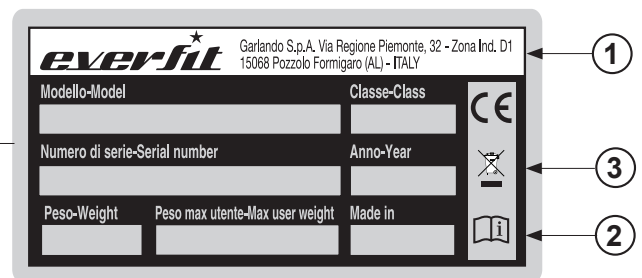 everfit Garlando S.p.A. Via Regione Piemonte, 32 - Zona Ind. D1
15068 Pozzolo Formigaro (AL) - ITALY
1
Modello-Model Classe-Class
CE
Numero di serie-Serial number Anno-Year
3
Peso-Weight Peso max utente-Max user weight Made in
i
2